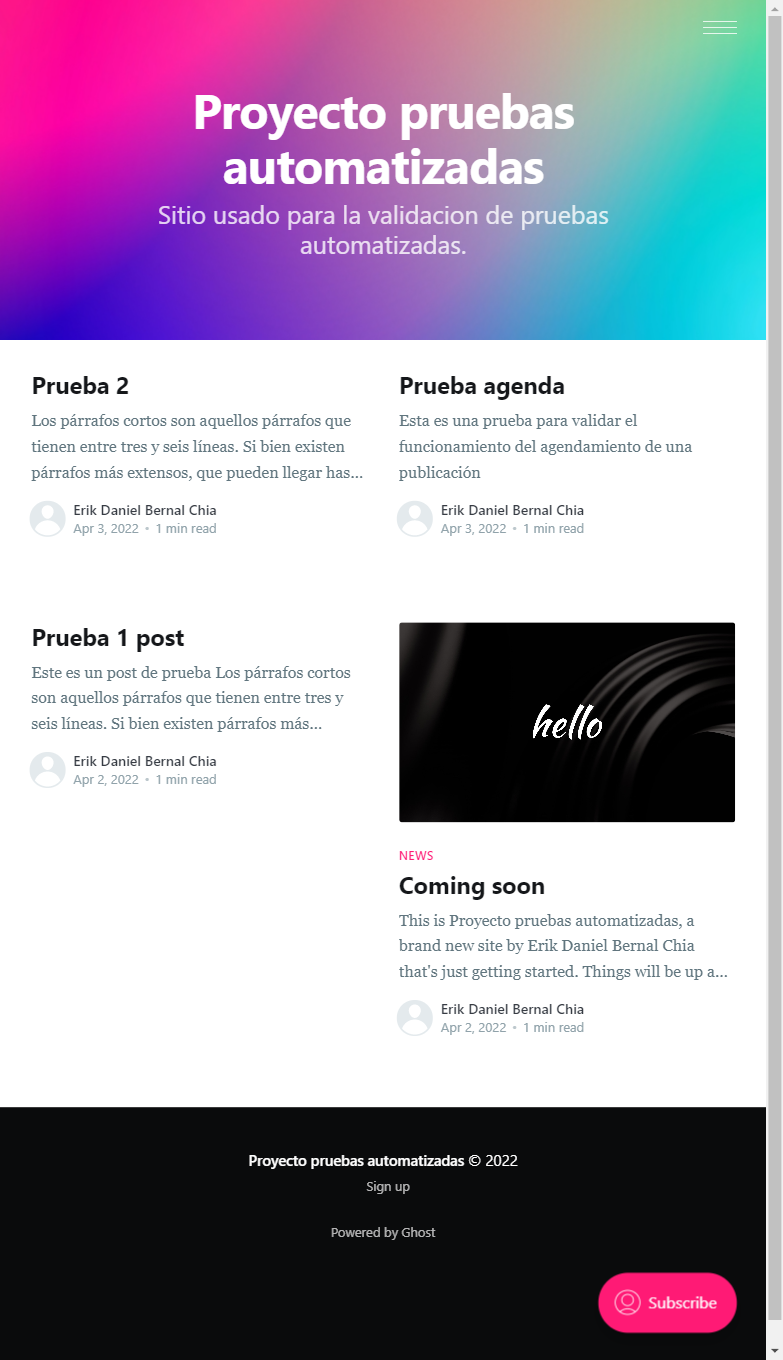 Proyecto pruebas
automatizadas
Sitio usado para la validacion de pruebas
automatizadas.
Prueba 2
Los párrafos cortos son aquellos párrafos que
tienen entre tres y seis líneas. Si bien existen
párrafos más extensos, que pueden llegar has...
Erik Daniel Bernal Chia
Apr 3, 2022 • 1 min read
Prueba agenda
Esta es una prueba para validar el
funcionamiento del agendamiento de una
publicación
Erik Daniel Bernal Chia
Apr 3, 2022 • 1 min read
Prueba 1 post
Este es un post de prueba Los párrafos cortos
son aquellos párrafos que tienen entre tres y
seis líneas. Si bien existen párrafos más...
Erik Daniel Bernal Chia
Apr 2, 2022 • 1 min read
hello
NEWS
Coming soon
This is Proyecto pruebas automatizadas, a
brand new site by Erik Daniel Bernal Chia
that's just getting started. Things will be up a...
Erik Daniel Bernal Chia
Apr 2, 2022 • 1 min read
Proyecto pruebas automatizadas © 2022
Sign up
Powered by Ghost
Subscribe